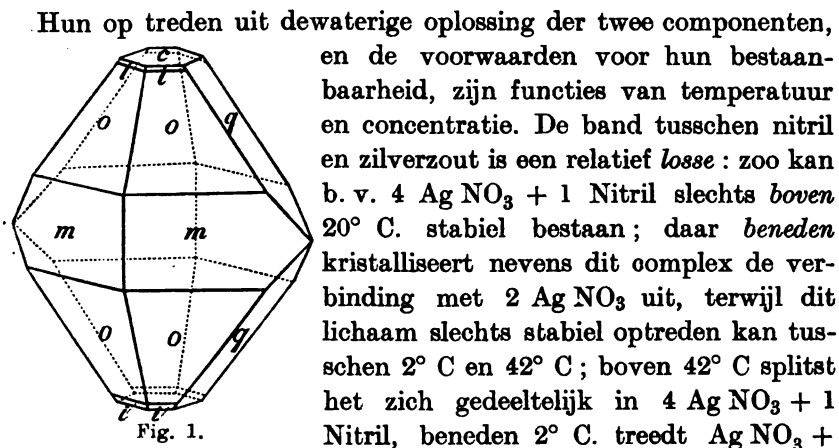 Hun op treden uit dewaterige oplossing der twee componenten,
en de voorwaarden voor hun bestaan-
baarheid, zijn functies van temperatuur
en concentratie. De band tusschen nitril
en zilverzout is een relatief losse : zoo kan
b. v. 4 Ag NO₃ + 1 Nitril slechts boven
20° C. stabiel bestaan ; daar beneden
kristalliseert nevens dit complex de ver-
binding met 2 Ag NO₃ uit, terwijl dit
lichaam slechts stabiel optreden kan tus-
schen 2° C en 42° C ; boven 42° C splitst
het zich gedeeltelijk in 4 Ag NO₃ + 1
Nitril, beneden 2° C. treedt Ag NO₃ +
c
l l
o o q
m m
o o q
l l
Fig. 1.